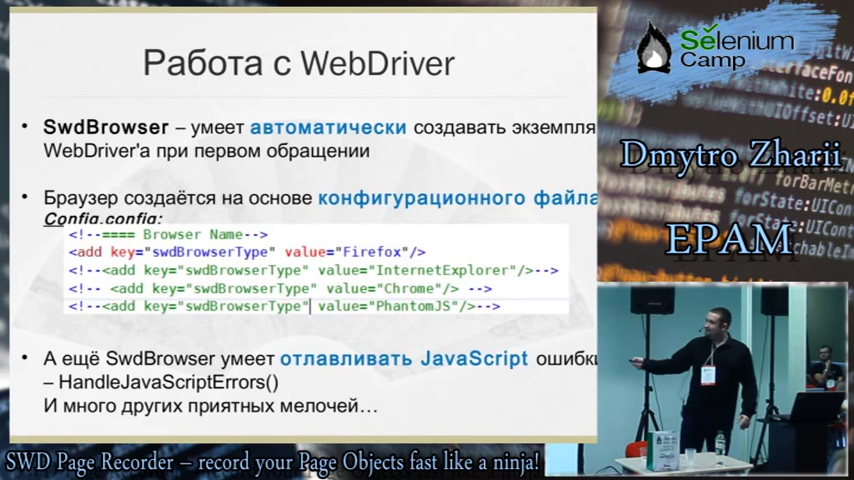 Работа с WebDriver
• SwdBrowser – умеет автоматически создавать экземпля
WebDriver'а при первом обращении
• Браузер создаётся на основе конфигурационного файла
Config.config:
<!--==== Browser Name-->
<add key="swdBrowserType" value="Firefox"/>
<!--<add key="swdBrowserType" value="InternetExplorer"/>-->
<!-- <add key="swdBrowserType" value="Chrome"/> -->
<!--<add key="swdBrowserType" value="PhantomJS"/>-->
• А ещё SwdBrowser умеет отлавливать JavaScript ошибки
– HandleJavaScriptErrors()
И много других приятных мелочей…
Selenium
Camp
Dmytro Zharii
EPAM
SWD Page Recorder – record your Page Objects fast like a ninja!